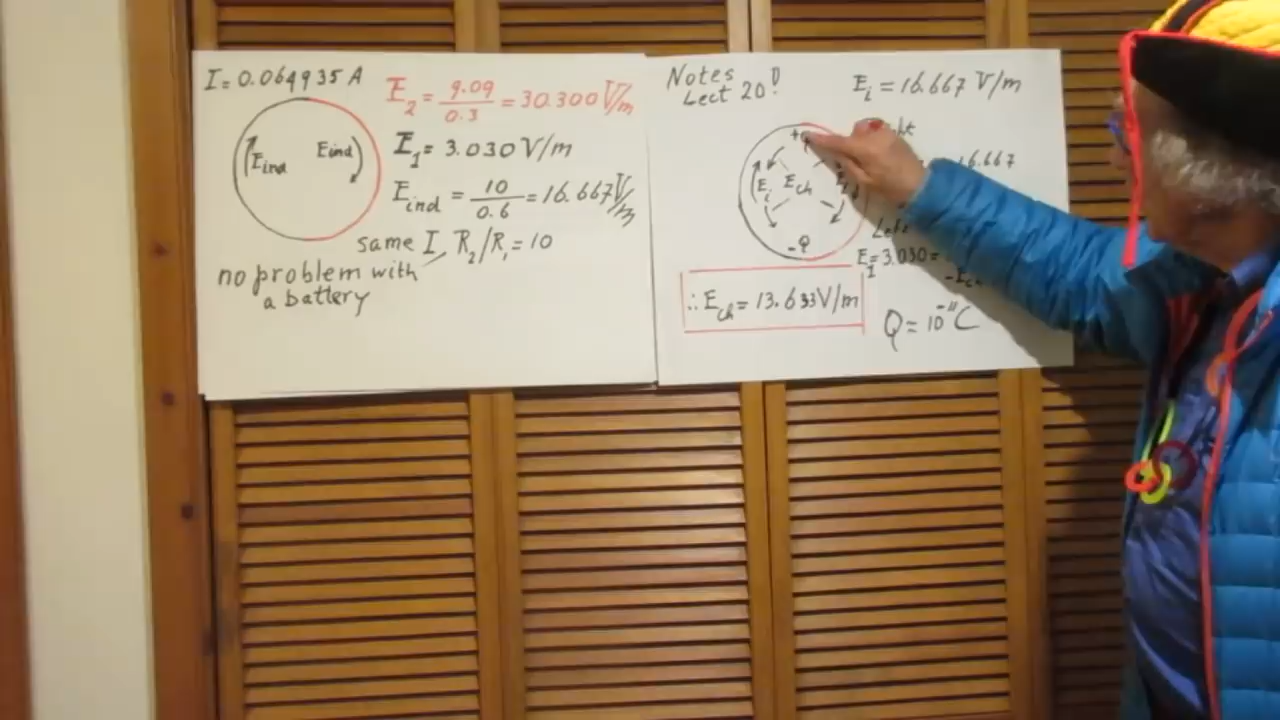 I = 0.064935 A
E₂ = 9.09/0.3 = 30.300 V/m
Eind Eind
E₁ = 3.030 V/m
Eind = 10/0.6 = 16.667 V/m
same I, R₂/R₁ = 10
no problem with
a battery
Notes
Lect 20!
Eᵢ = 16.667 V/m
+Q
16.667
Eᵢ Ech
-Q
Left
E₁ = 3.030 =
∴ Ech = 13.633 V/m
Q = 10⁻¹¹ C